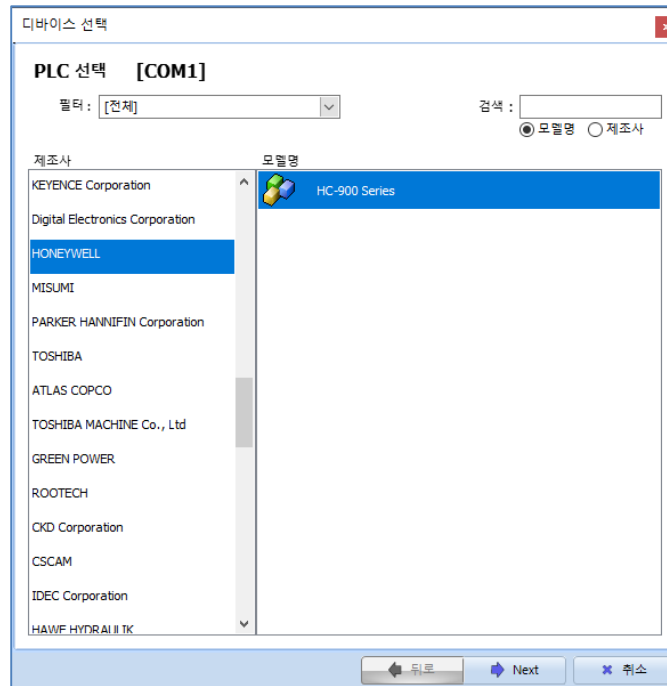 디바이스 선택
PLC 선택 [COM1]
필터 : [전체]
검색 :
모델명 제조사
제조사
KEYENCE Corporation
Digital Electronics Corporation
HONEYWELL
MISUMI
PARKER HANNIFIN Corporation
TOSHIBA
ATLAS COPCO
TOSHIBA MACHINE Co., Ltd
GREEN POWER
ROOTECH
CKD Corporation
CSCAM
IDEC Corporation
HAWE HYDRAULIK
모델명
HC-900 Series
뒤로 Next 취소